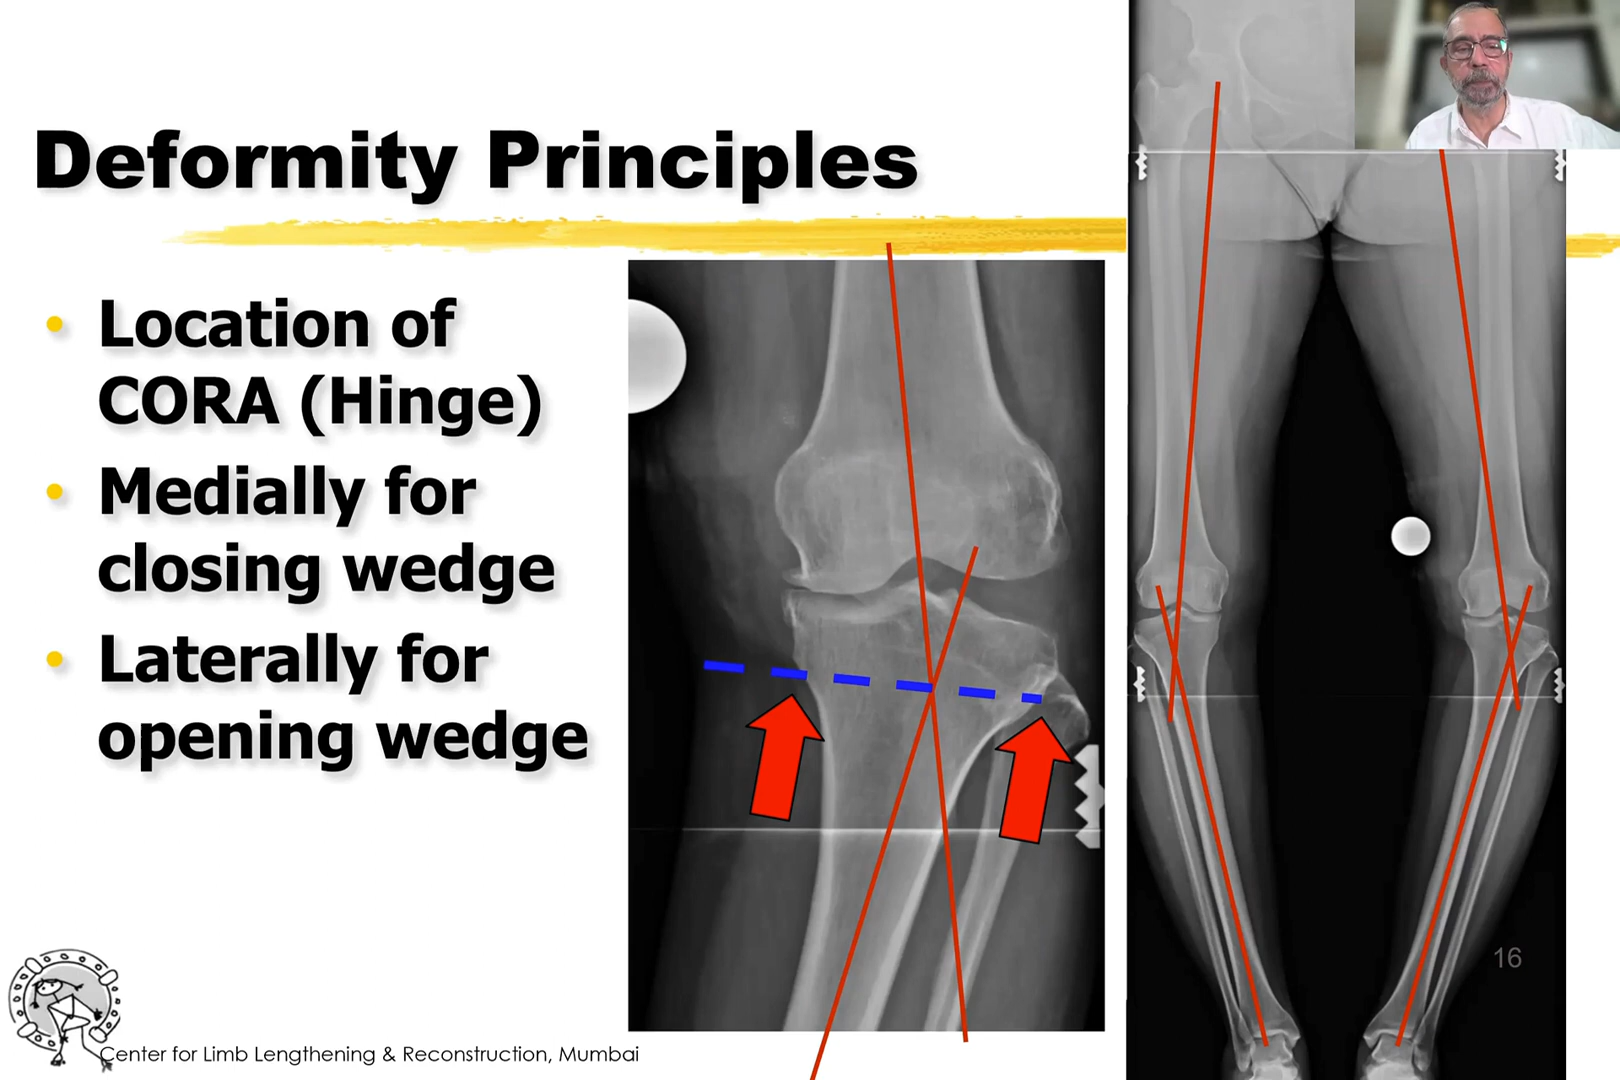 Deformity Principles
• Location of
CORA (Hinge)
• Medially for
closing wedge
• Laterally for
opening wedge
16
Center for Limb Lengthening & Reconstruction, Mumbai